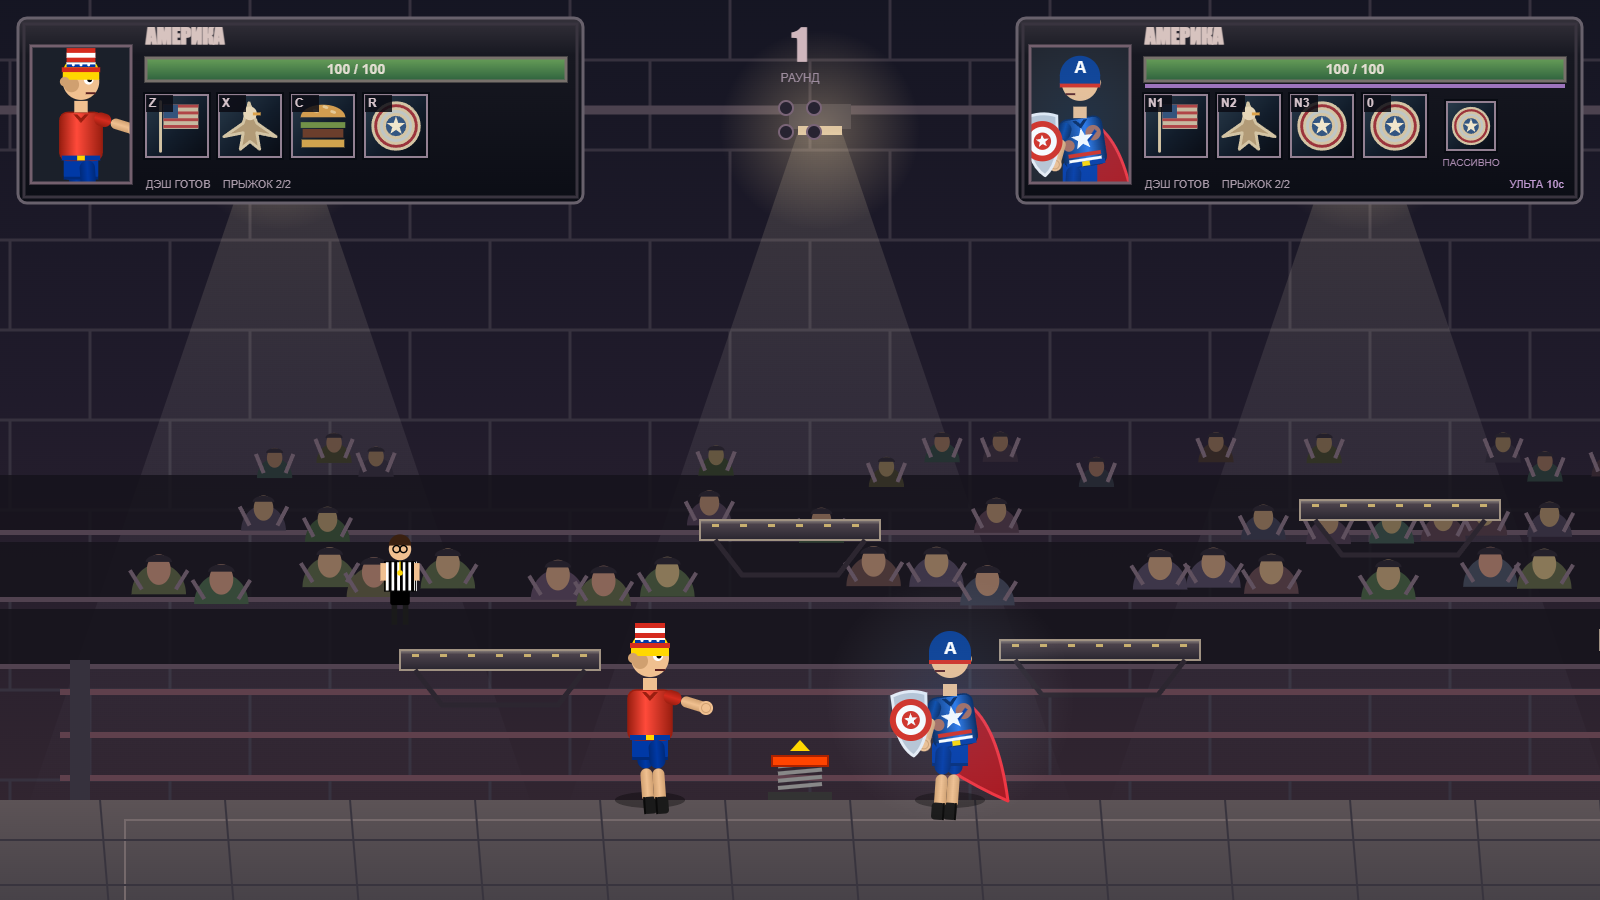 АМЕРИКА
100 / 100
Z X C R
ДЭШ ГОТОВ ПРЫЖОК 2/2
1
РАУНД
АМЕРИКА
A
100 / 100
N1 N2 N3 0
ПАССИВНО
ДЭШ ГОТОВ ПРЫЖОК 2/2 УЛЬТА 10с
A